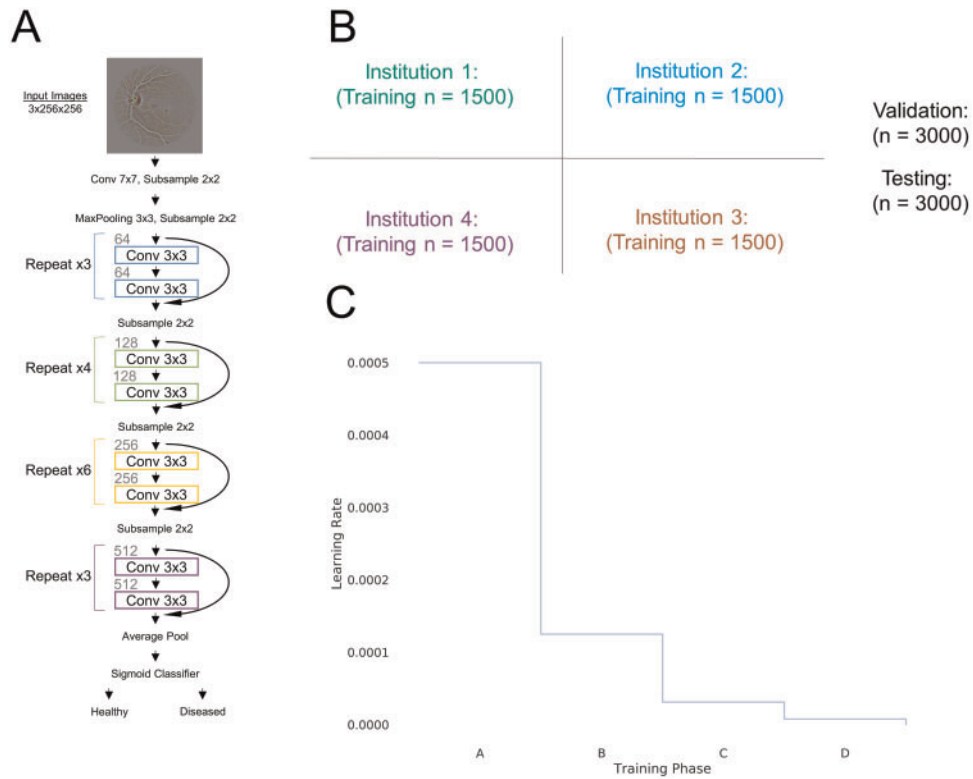 A
Input Images
3x256x256
Conv 7x7, Subsample 2x2
MaxPooling 3x3, Subsample 2x2
Repeat x3
64
Conv 3x3
64
Conv 3x3
Subsample 2x2
Repeat x4
128
Conv 3x3
128
Conv 3x3
Subsample 2x2
Repeat x6
256
Conv 3x3
256
Conv 3x3
Subsample 2x2
Repeat x3
512
Conv 3x3
512
Conv 3x3
Average Pool
Sigmoid Classifier
Healthy
Diseased
B
Institution 1:
(Training n = 1500)
Institution 2:
(Training n = 1500)
Institution 4:
(Training n = 1500)
Institution 3:
(Training n = 1500)
Validation:
(n = 3000)
Testing:
(n = 3000)
C
Learning Rate
0.0005
0.0004
0.0003
0.0002
0.0001
0.0000
A
B
C
D
Training Phase